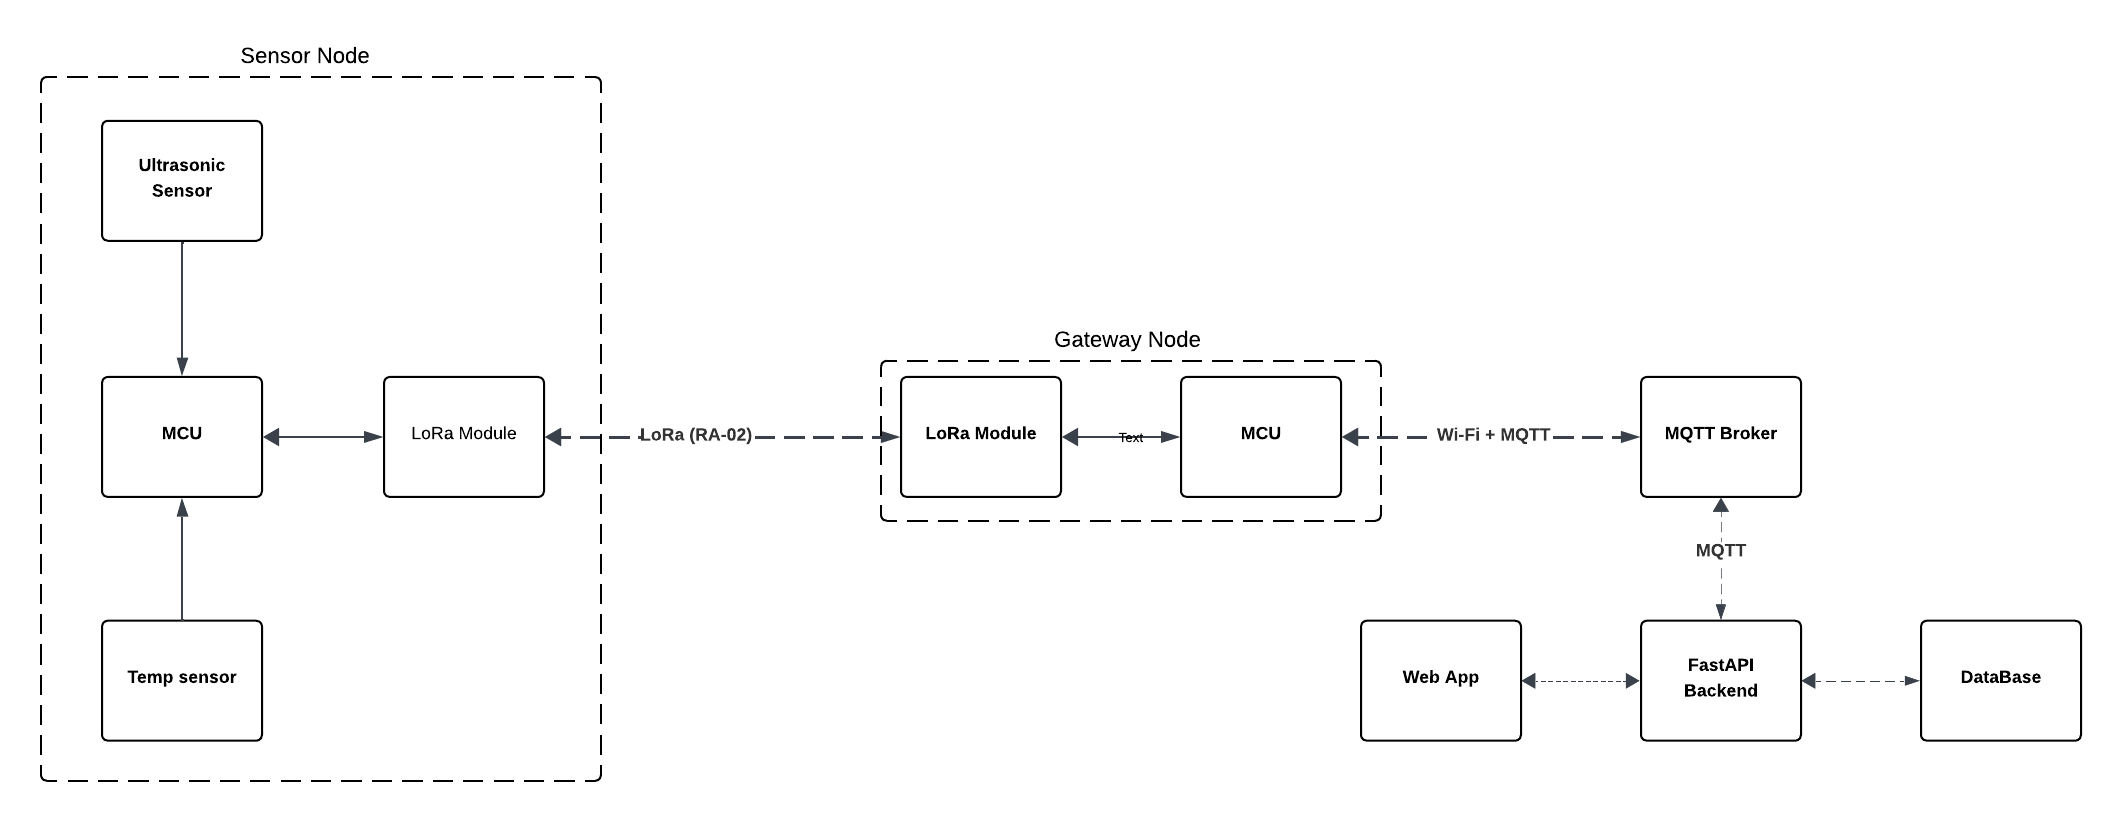 Sensor Node
Ultrasonic
Sensor
MCU
LoRa Module
Temp sensor
LoRa (RA-02)
Gateway Node
LoRa Module
Text
MCU
Wi-Fi + MQTT
MQTT Broker
MQTT
Web App
FastAPI
Backend
DataBase